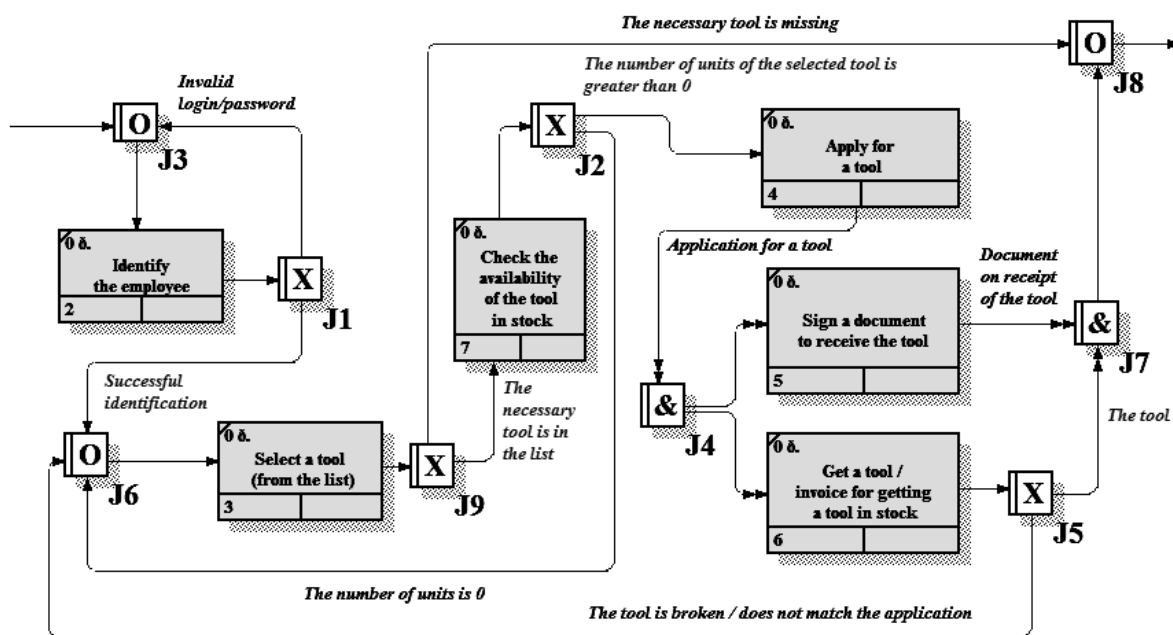 The necessary tool is missing
O
J8
The number of units of the selected tool is
greater than 0
Invalid
login/password
O
J3
X
J2
0 ð.
Apply for
a tool
4
0 ð.
Identify
the employee
2
X
J1
0 ð.
Check the
availability
of the tool
in stock
7
Application for a tool
Document
on receipt
of the tool
0 ð.
Sign a document
to receive the tool
5
&
J7
Successful
identification
The
necessary
tool is in
the list
&
J4
The tool
O
J6
0 ð.
Select a tool
(from the list)
3
X
J9
0 ð.
Get a tool /
invoice for getting
a tool in stock
6
X
J5
The number of units is 0
The tool is broken / does not match the application